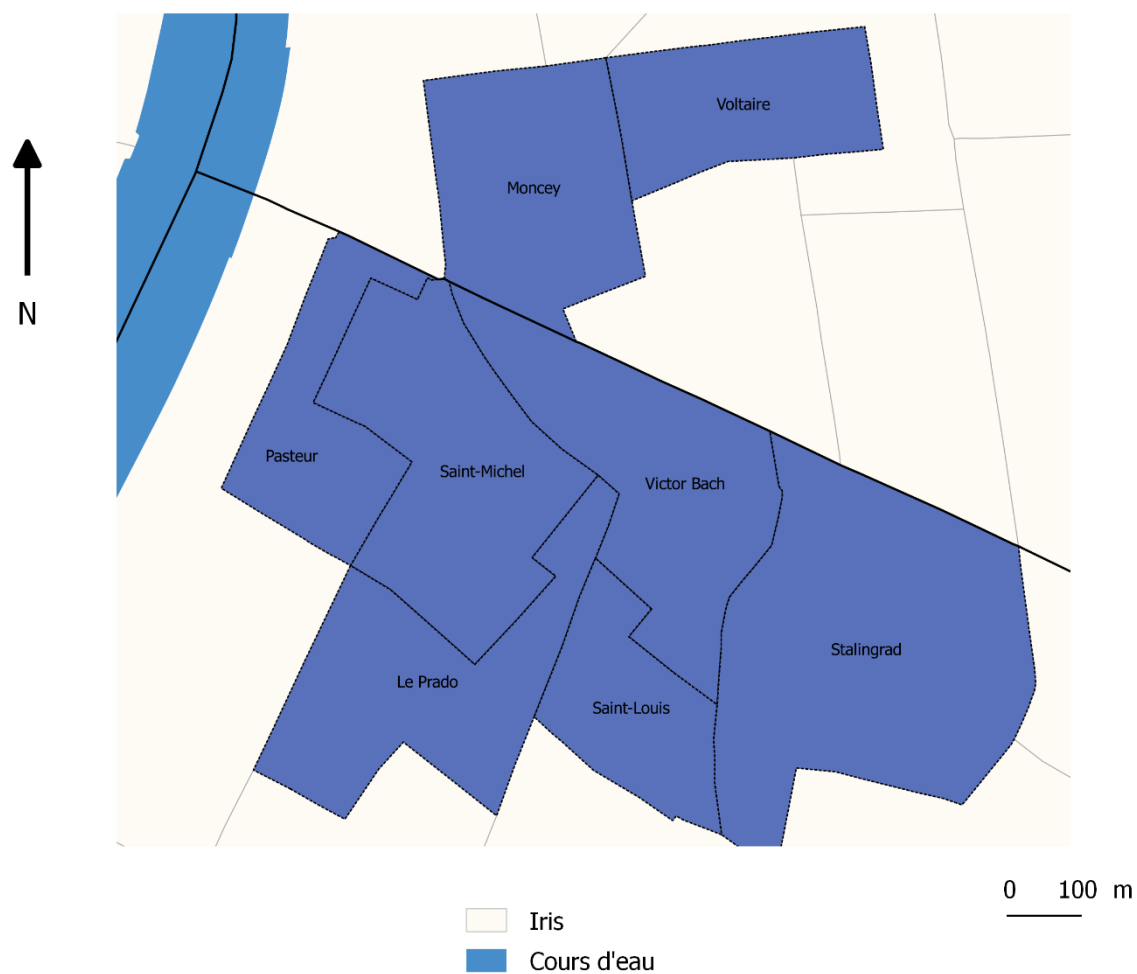 Voltaire
Moncey
N
Pasteur
Saint-Michel
Victor Bach
Stalingrad
Le Prado
Saint-Louis
0 100 m
Iris
Cours d'eau